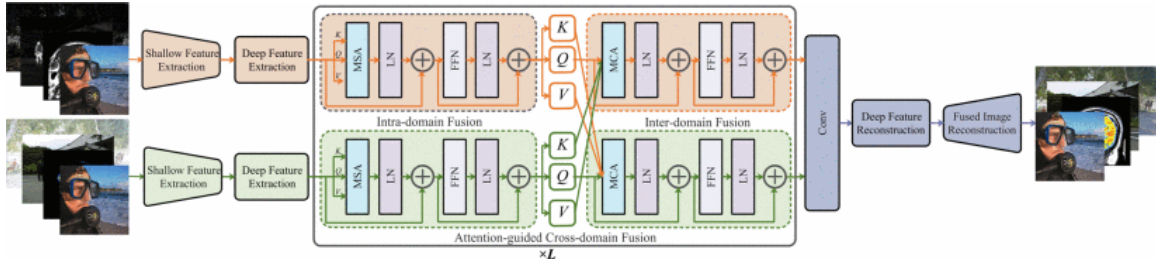 Shallow Feature
Extraction
Deep Feature
Extraction
K
Q
V
MSA
LN
FFN
LN
Intra-domain Fusion
K
Q
V
MCA
LN
FFN
LN
Inter-domain Fusion
Shallow Feature
Extraction
Deep Feature
Extraction
K
Q
V
MSA
LN
FFN
LN
K
Q
V
MCA
LN
FFN
LN
Attention-guided Cross-domain Fusion
×L
Conv
Deep Feature
Reconstruction
Fused Image
Reconstruction